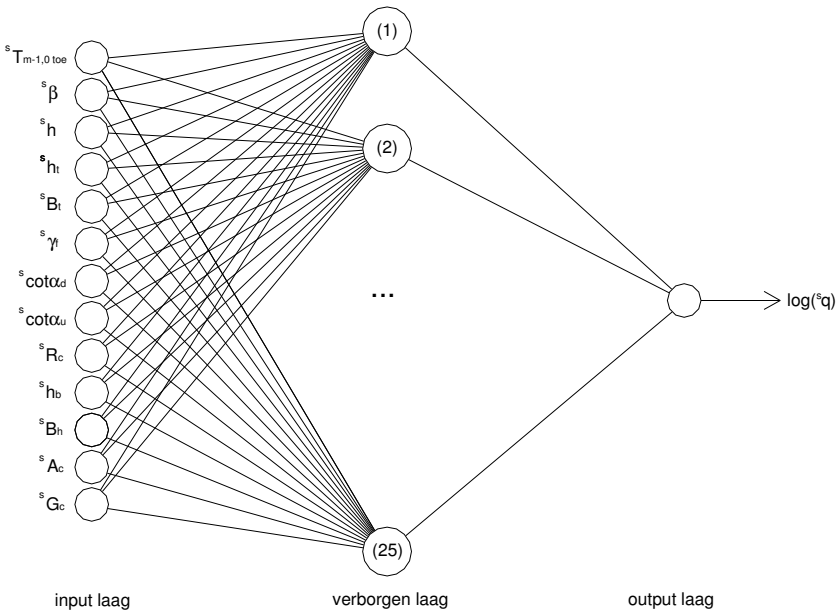 sTm-1,0 toe
sβ
sh
sht
sBt
sγf
scotαd
scotαu
sRc
shb
sBh
sAc
sGc
(1)
(2)
...
(25)
log(sq)
input laag
verborgen laag
output laag